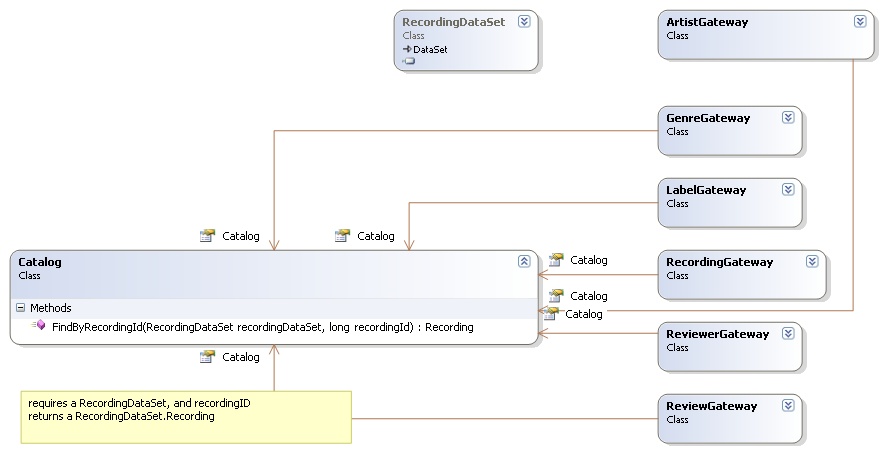 RecordingDataSet
Class
DataSet
ArtistGateway
Class
GenreGateway
Class
LabelGateway
Class
Catalog
Catalog
Catalog
Class
Methods
FindByRecordingId(RecordingDataSet recordingDataSet, long recordingId) : Recording
Catalog
RecordingGateway
Class
Catalog
Catalog
ReviewerGateway
Class
Catalog
requires a RecordingDataSet, and recordingID
returns a RecordingDataSet.Recording
ReviewGateway
Class